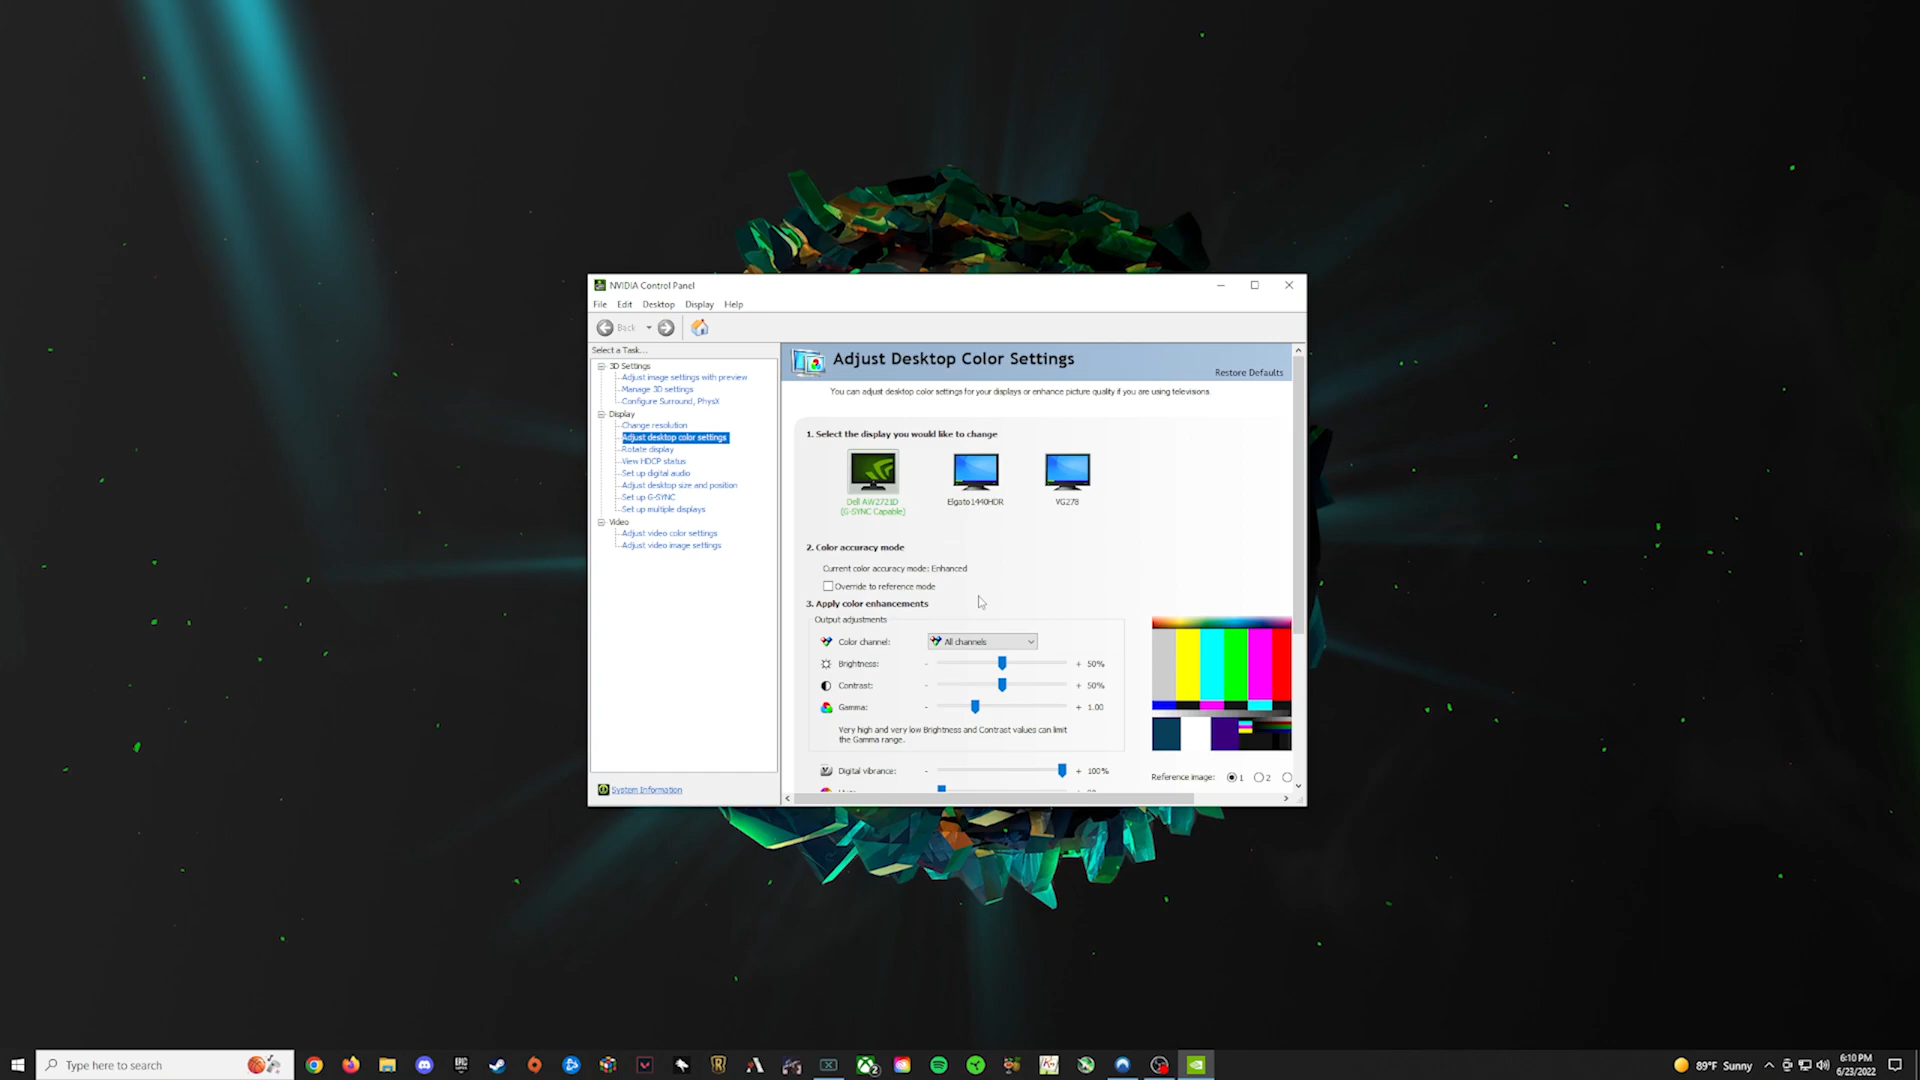 NVIDIA Control Panel
File Edit Desktop Display Help
Back
Select a Task...
3D Settings
Adjust image settings with preview
Manage 3D settings
Configure Surround, PhysX
Display
Change resolution
Adjust desktop color settings
Rotate display
View HDCP status
Set up digital audio
Adjust desktop size and position
Set up G-SYNC
Set up multiple displays
Video
Adjust video color settings
Adjust video image settings
System Information
Adjust Desktop Color Settings
Restore Defaults
You can adjust desktop color settings for your displays or enhance picture quality if you are using televisions.
1. Select the display you would like to change
Dell AW2721D
(G-SYNC Capable)
Elgato1440HDR
VG278
2. Color accuracy mode
Current color accuracy mode: Enhanced
Override to reference mode
3. Apply color enhancements
Output adjustments
Color channel: All channels
Brightness: - + 50%
Contrast: - + 50%
Gamma: - + 1.00
Very high and very low Brightness and Contrast values can limit
the Gamma range.
Digital vibrance: - + 100%
Reference image: 1 2
Type here to search
EPIC
89°F Sunny
6:10 PM
6/23/2022